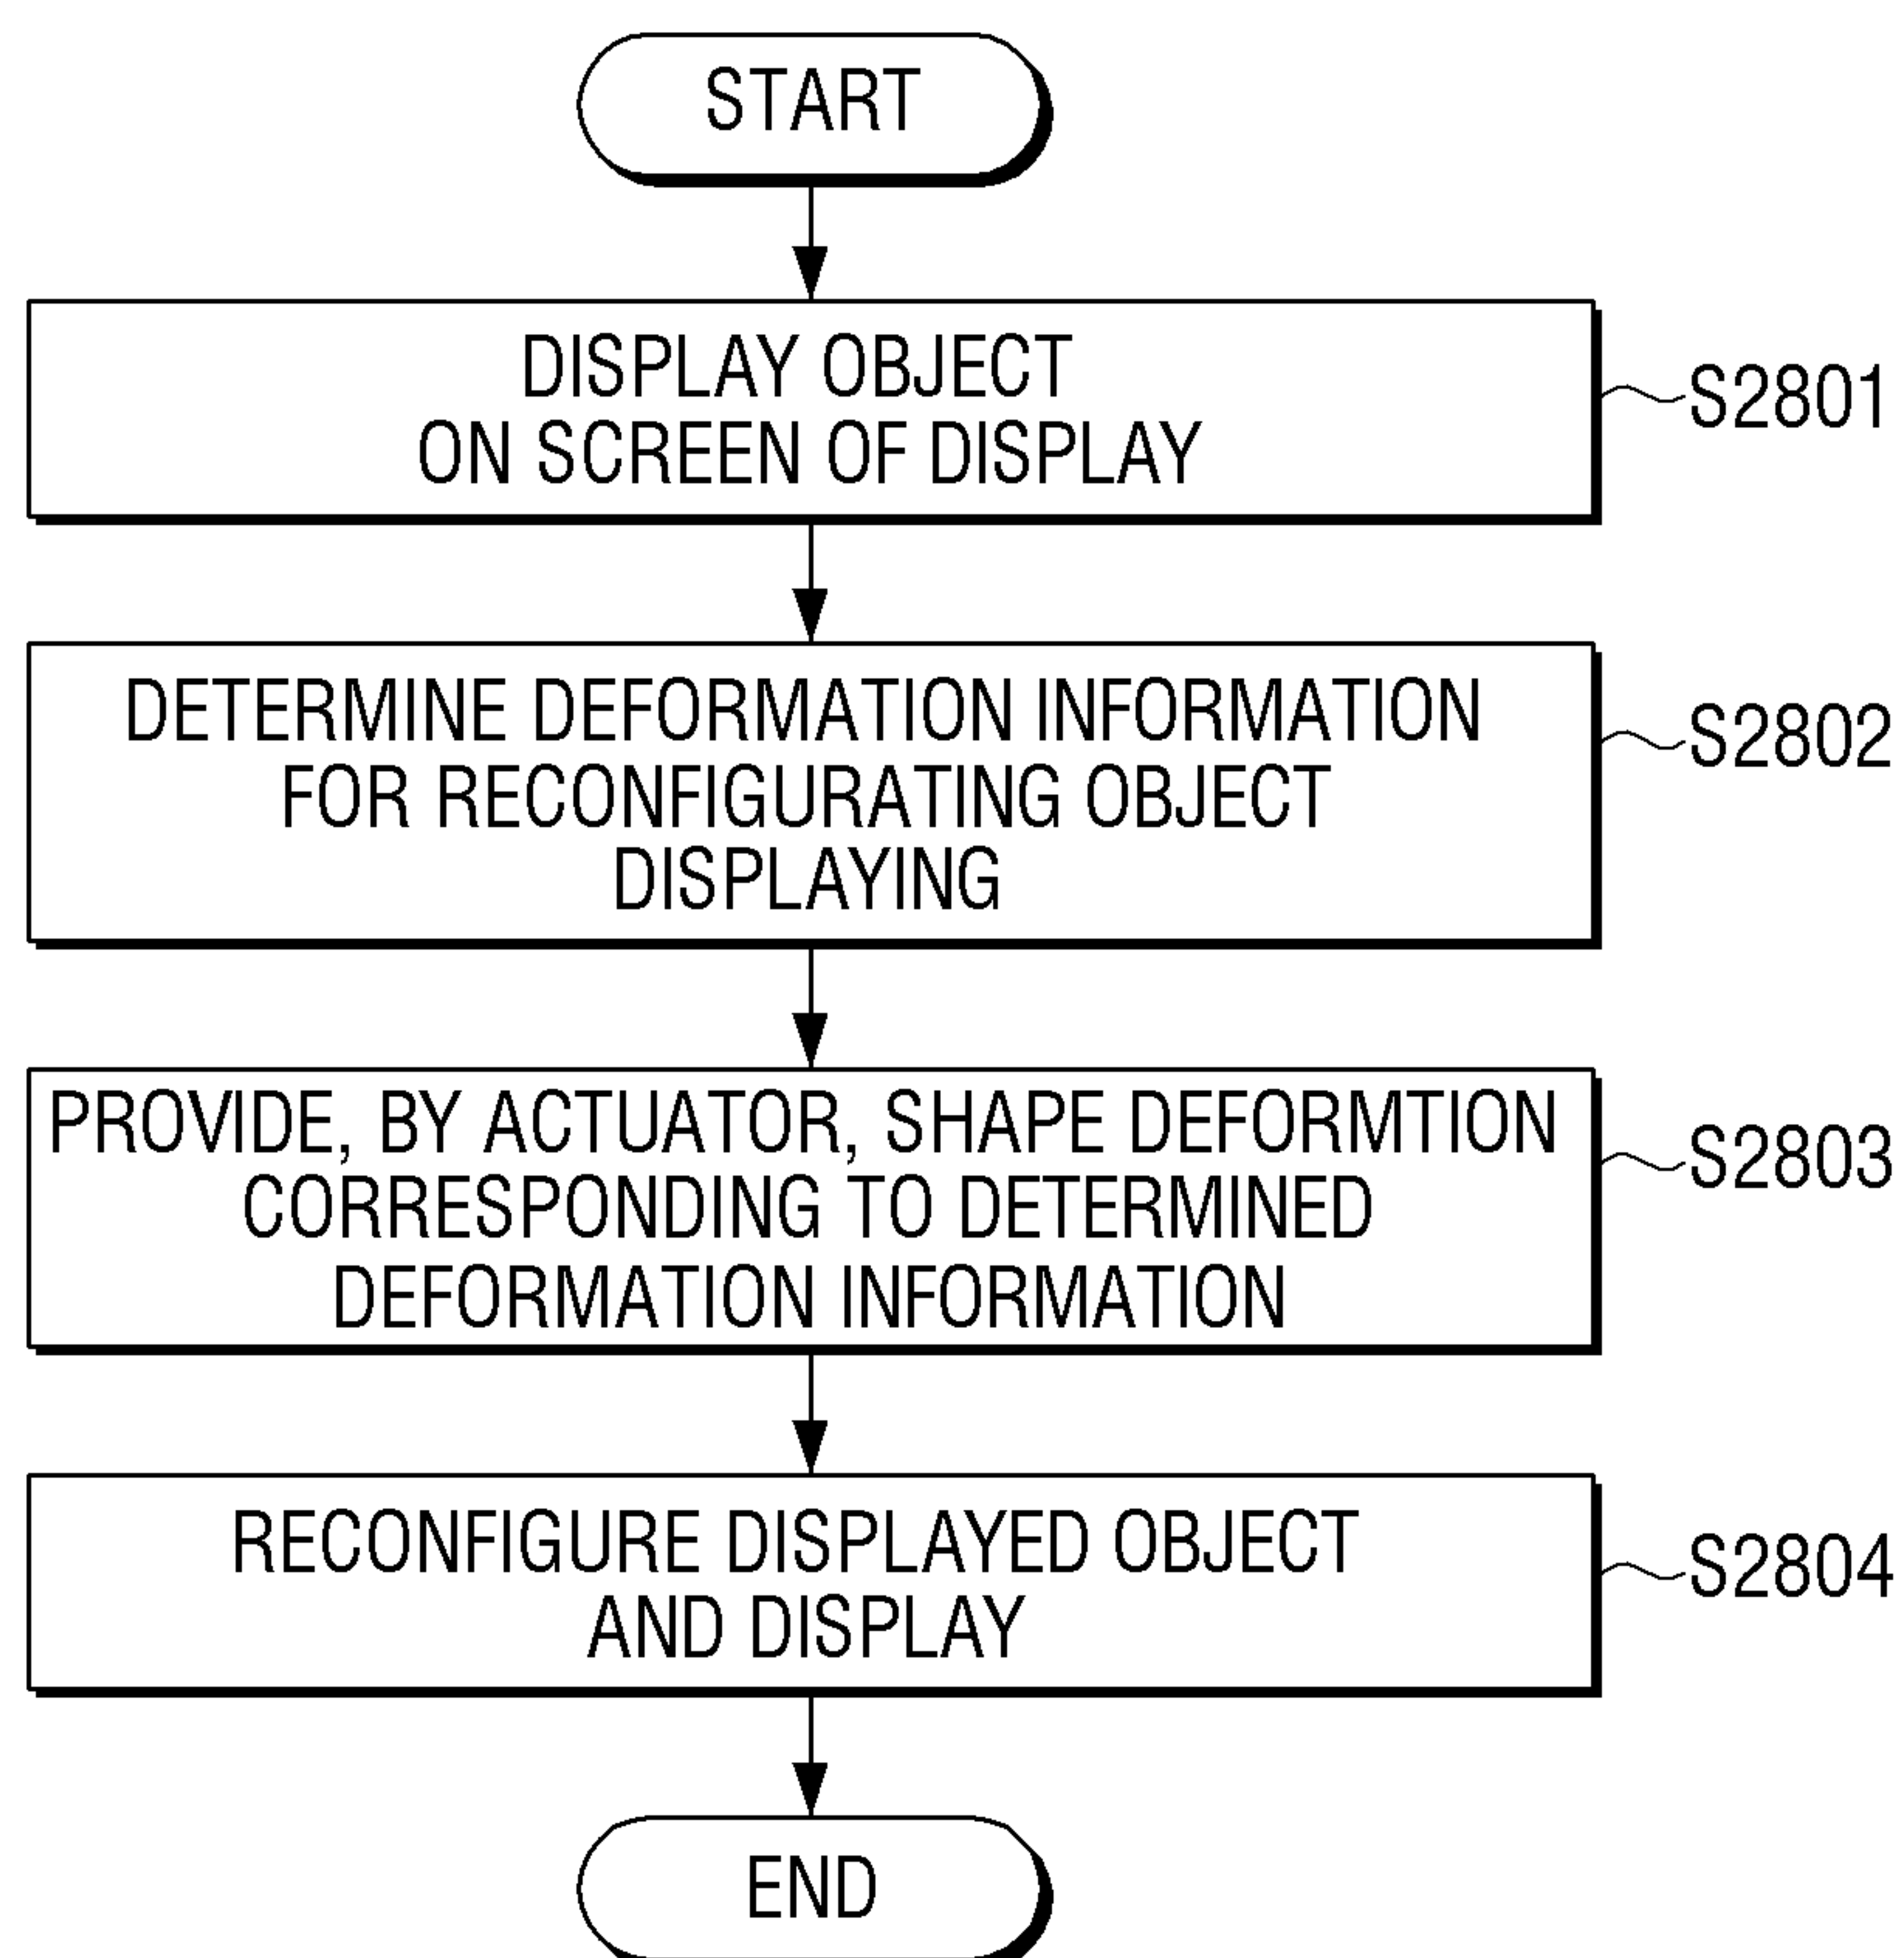 START
DISPLAY OBJECT
ON SCREEN OF DISPLAY
S2801
DETERMINE DEFORMATION INFORMATION
FOR RECONFIGURATING OBJECT
DISPLAYING
S2802
PROVIDE, BY ACTUATOR, SHAPE DEFORMTION
CORRESPONDING TO DETERMINED
DEFORMATION INFORMATION
S2803
RECONFIGURE DISPLAYED OBJECT
AND DISPLAY
S2804
END